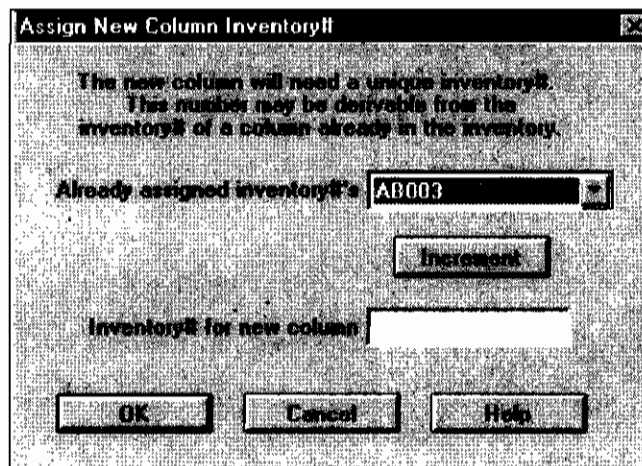 Assign New Column Inventory#
The new column will need a unique inventory#.
This number may be derivable from the
inventory# of a column already in the inventory.
Already assigned inventory#'s AB003
Increment
Inventory# for new column
OK Cancel Help